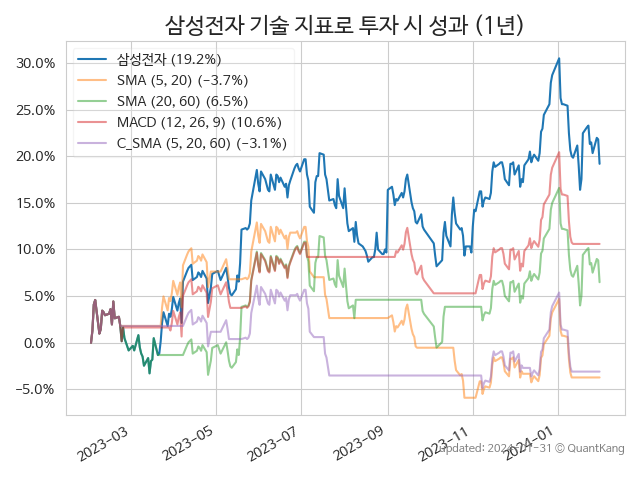 삼성전자 기술 지표로 투자 시 성과 (1년)
30.0%
25.0%
20.0%
15.0%
10.0%
5.0%
0.0%
−5.0%
삼성전자 (19.2%)
SMA (5, 20) (−3.7%)
SMA (20, 60) (6.5%)
MACD (12, 26, 9) (10.6%)
C_SMA (5, 20, 60) (−3.1%)
2023-03
2023-05
2023-07
2023-09
2023-11
2024-01
updated: 2024-01-31 © QuantKang